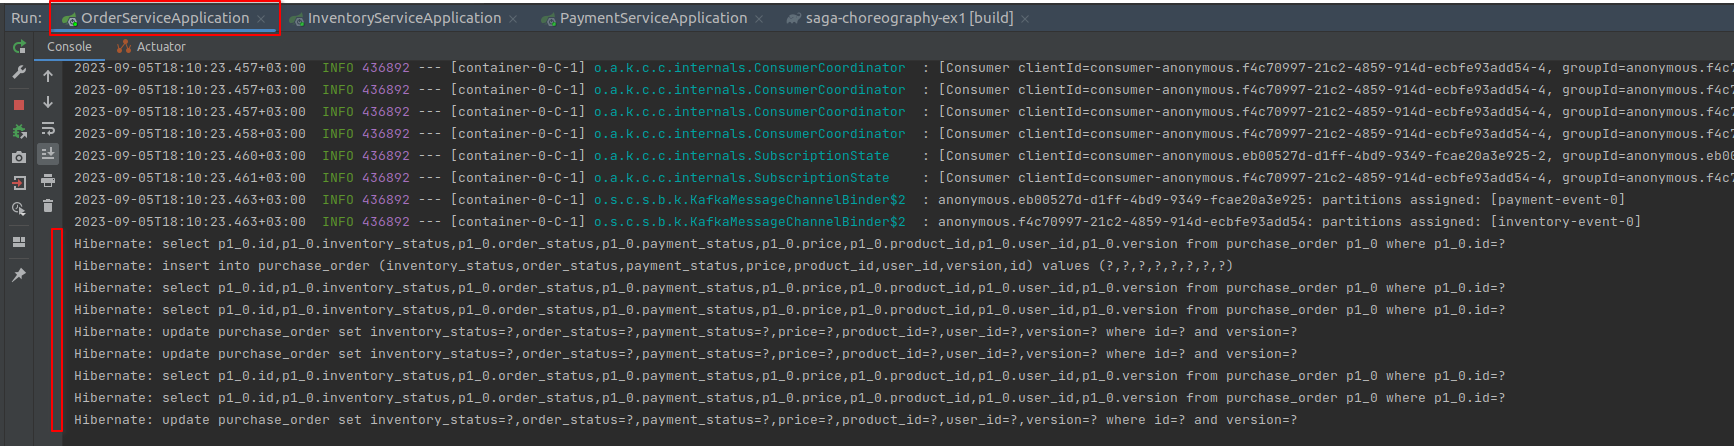 Run: OrderServiceApplication × InventoryServiceApplication × PaymentServiceApplication × saga-choreography-ex1 [build] ×
Console Actuator
2023-09-05T18:10:23.457+03:00  INFO 436892 --- [container-0-C-1] o.a.k.c.c.internals.ConsumerCoordinator  : [Consumer clientId=consumer-anonymous.f4c70997-21c2-4859-914d-ecbfe93add54-4, groupId=anonymous.f4c7
2023-09-05T18:10:23.457+03:00  INFO 436892 --- [container-0-C-1] o.a.k.c.c.internals.ConsumerCoordinator  : [Consumer clientId=consumer-anonymous.f4c70997-21c2-4859-914d-ecbfe93add54-4, groupId=anonymous.f4c7
2023-09-05T18:10:23.457+03:00  INFO 436892 --- [container-0-C-1] o.a.k.c.c.internals.ConsumerCoordinator  : [Consumer clientId=consumer-anonymous.f4c70997-21c2-4859-914d-ecbfe93add54-4, groupId=anonymous.f4c7
2023-09-05T18:10:23.458+03:00  INFO 436892 --- [container-0-C-1] o.a.k.c.c.internals.ConsumerCoordinator  : [Consumer clientId=consumer-anonymous.f4c70997-21c2-4859-914d-ecbfe93add54-4, groupId=anonymous.f4c7
2023-09-05T18:10:23.460+03:00  INFO 436892 --- [container-0-C-1] o.a.k.c.c.internals.SubscriptionState    : [Consumer clientId=consumer-anonymous.eb00527d-d1ff-4bd9-9349-fcae20a3e925-2, groupId=anonymous.eb00
2023-09-05T18:10:23.461+03:00  INFO 436892 --- [container-0-C-1] o.a.k.c.c.internals.SubscriptionState    : [Consumer clientId=consumer-anonymous.f4c70997-21c2-4859-914d-ecbfe93add54-4, groupId=anonymous.f4c7
2023-09-05T18:10:23.463+03:00  INFO 436892 --- [container-0-C-1] o.s.c.s.b.k.KafkaMessageChannelBinder$2  : anonymous.eb00527d-d1ff-4bd9-9349-fcae20a3e925: partitions assigned: [payment-event-0]
2023-09-05T18:10:23.463+03:00  INFO 436892 --- [container-0-C-1] o.s.c.s.b.k.KafkaMessageChannelBinder$2  : anonymous.f4c70997-21c2-4859-914d-ecbfe93add54: partitions assigned: [inventory-event-0]
Hibernate: select p1_0.id,p1_0.inventory_status,p1_0.order_status,p1_0.payment_status,p1_0.price,p1_0.product_id,p1_0.user_id,p1_0.version from purchase_order p1_0 where p1_0.id=?
Hibernate: insert into purchase_order (inventory_status,order_status,payment_status,price,product_id,user_id,version,id) values (?,?,?,?,?,?,?,?)
Hibernate: select p1_0.id,p1_0.inventory_status,p1_0.order_status,p1_0.payment_status,p1_0.price,p1_0.product_id,p1_0.user_id,p1_0.version from purchase_order p1_0 where p1_0.id=?
Hibernate: select p1_0.id,p1_0.inventory_status,p1_0.order_status,p1_0.payment_status,p1_0.price,p1_0.product_id,p1_0.user_id,p1_0.version from purchase_order p1_0 where p1_0.id=?
Hibernate: update purchase_order set inventory_status=?,order_status=?,payment_status=?,price=?,product_id=?,user_id=?,version=? where id=? and version=?
Hibernate: update purchase_order set inventory_status=?,order_status=?,payment_status=?,price=?,product_id=?,user_id=?,version=? where id=? and version=?
Hibernate: select p1_0.id,p1_0.inventory_status,p1_0.order_status,p1_0.payment_status,p1_0.price,p1_0.product_id,p1_0.user_id,p1_0.version from purchase_order p1_0 where p1_0.id=?
Hibernate: select p1_0.id,p1_0.inventory_status,p1_0.order_status,p1_0.payment_status,p1_0.price,p1_0.product_id,p1_0.user_id,p1_0.version from purchase_order p1_0 where p1_0.id=?
Hibernate: update purchase_order set inventory_status=?,order_status=?,payment_status=?,price=?,product_id=?,user_id=?,version=? where id=? and version=?